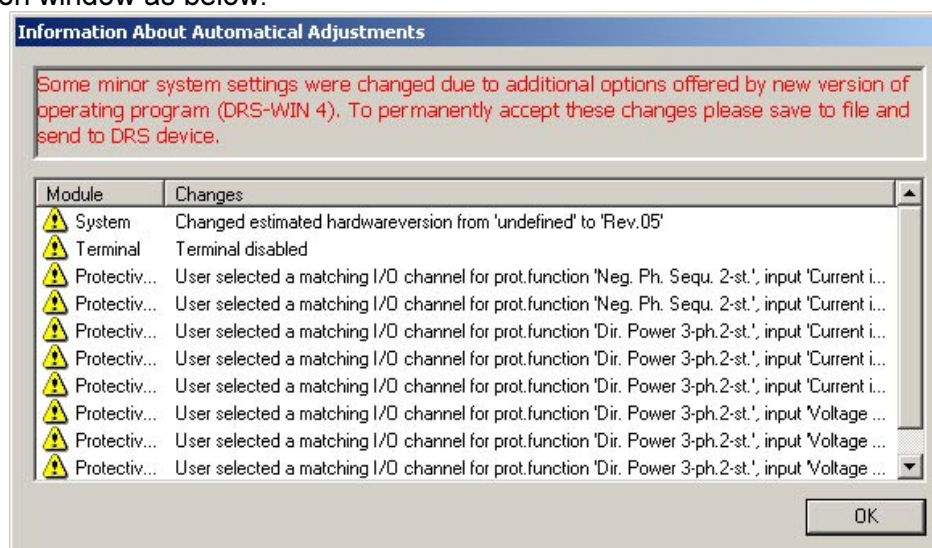 on window as below.
Information About Automatical Adjustments
Some minor system settings were changed due to additional options offered by new version of
operating program (DRS-WIN 4). To permanently accept these changes please save to file and
send to DRS device.
Module Changes
System Changed estimated hardwareversion from 'undefined' to 'Rev.05'
Terminal Terminal disabled
Protectiv... User selected a matching I/O channel for prot.function 'Neg. Ph. Sequ. 2-st.', input 'Current i...
Protectiv... User selected a matching I/O channel for prot.function 'Neg. Ph. Sequ. 2-st.', input 'Current i...
Protectiv... User selected a matching I/O channel for prot.function 'Dir. Power 3-ph.2-st.', input 'Current i...
Protectiv... User selected a matching I/O channel for prot.function 'Dir. Power 3-ph.2-st.', input 'Current i...
Protectiv... User selected a matching I/O channel for prot.function 'Dir. Power 3-ph.2-st.', input 'Current i...
Protectiv... User selected a matching I/O channel for prot.function 'Dir. Power 3-ph.2-st.', input 'Voltage ...
Protectiv... User selected a matching I/O channel for prot.function 'Dir. Power 3-ph.2-st.', input 'Voltage ...
Protectiv... User selected a matching I/O channel for prot.function 'Dir. Power 3-ph.2-st.', input 'Voltage ...
OK